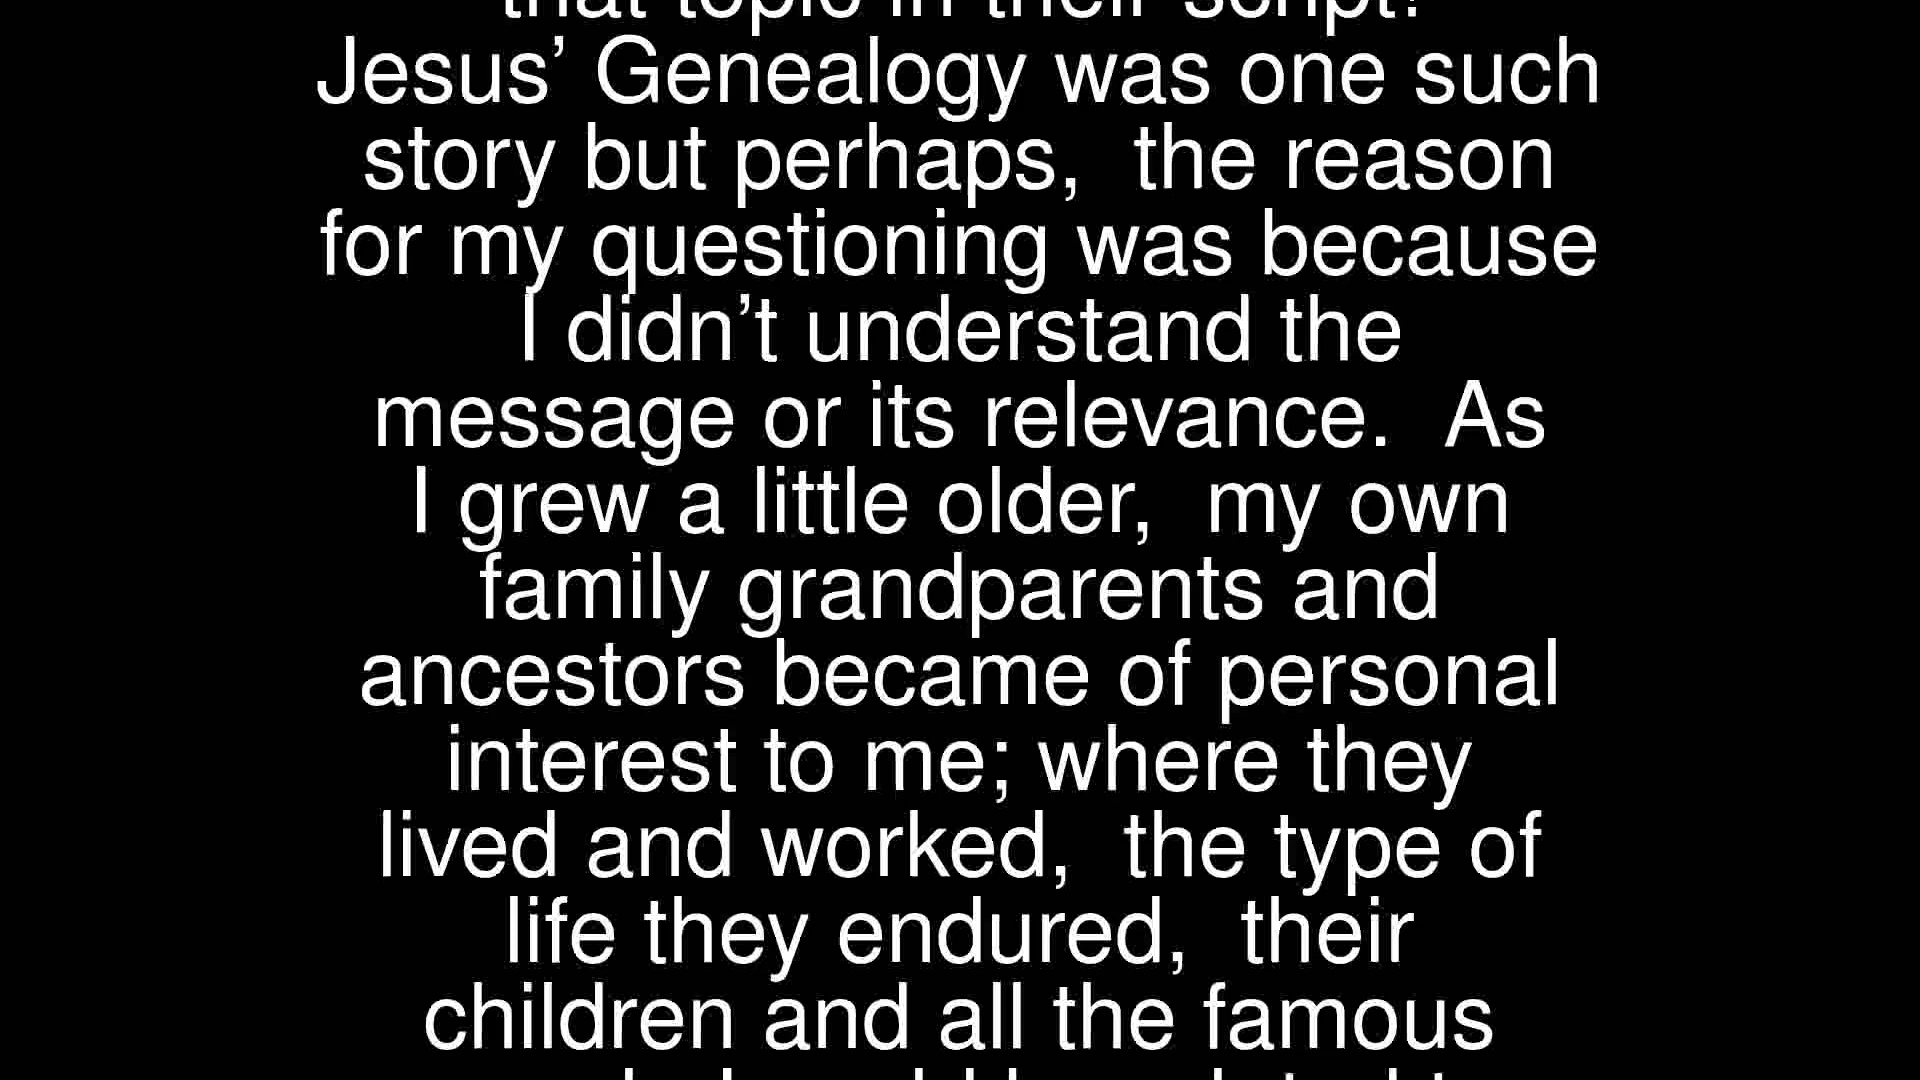 that topic in their script?
Jesus’ Genealogy was one such
story but perhaps,  the reason
for my questioning was because
I didn’t understand the
message or its relevance.  As
I grew a little older,  my own
family grandparents and
ancestors became of personal
interest to me; where they
lived and worked,  the type of
life they endured,  their
children and all the famous